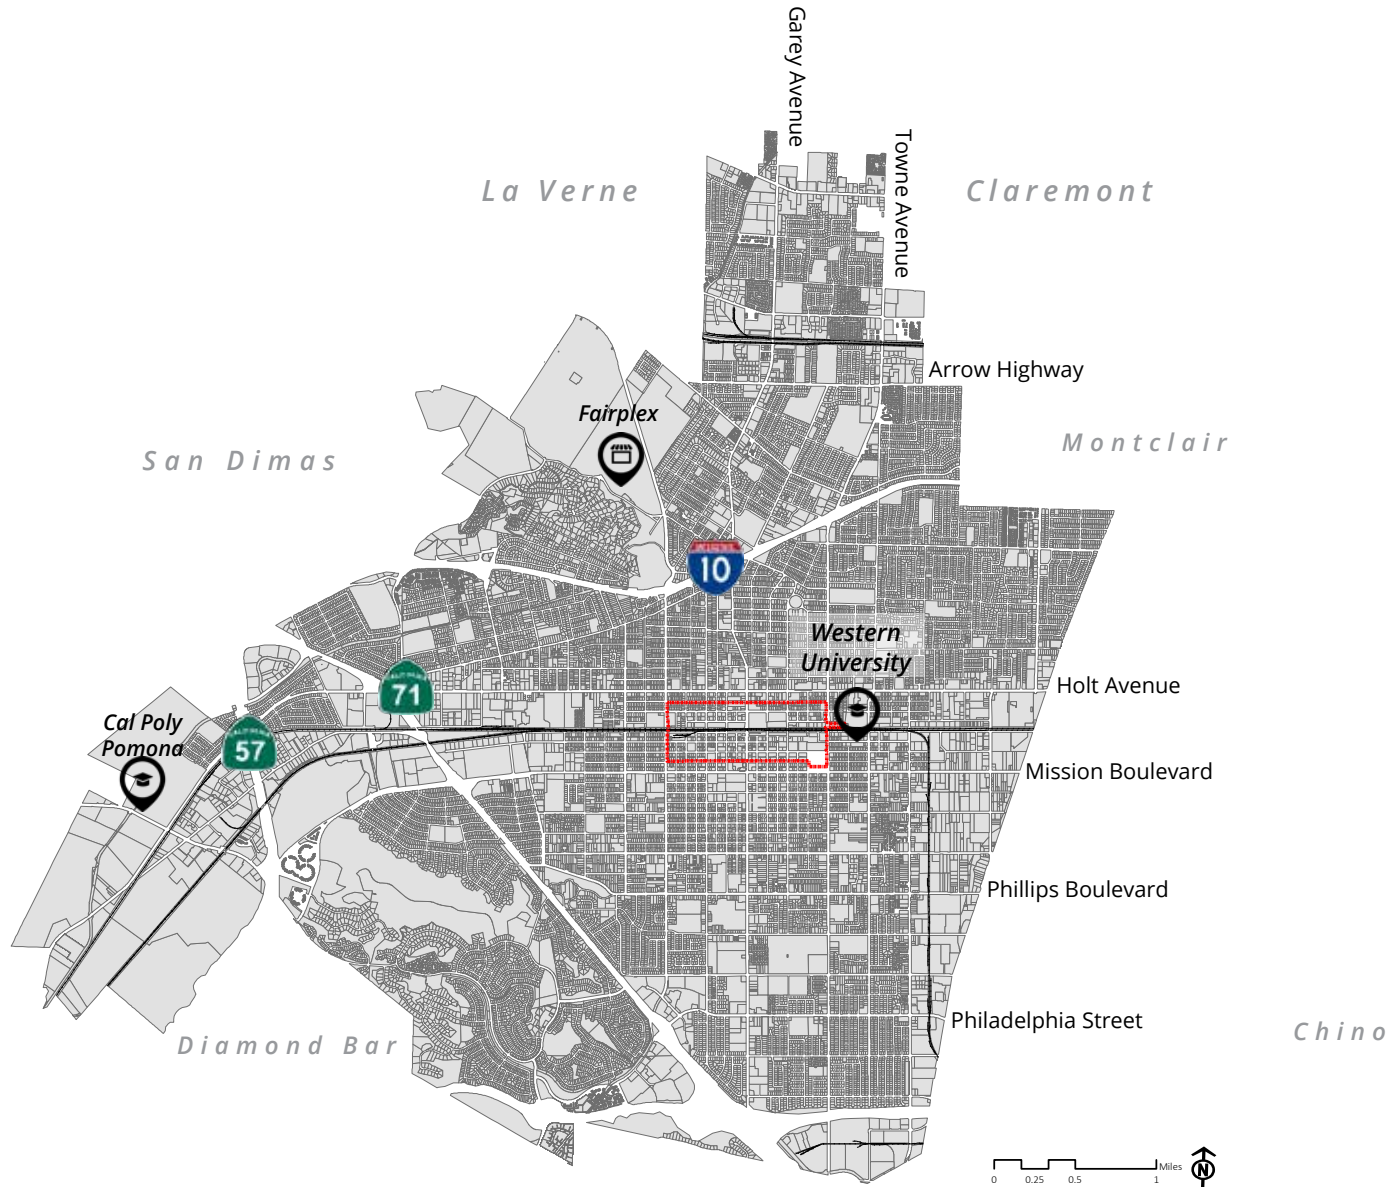 Garey Avenue
Towne Avenue
La Verne
Claremont
Arrow Highway
Fairplex
Montclair
San Dimas
10
Western
University
71
Holt Avenue
Cal Poly
Pomona
57
Mission Boulevard
Phillips Boulevard
Philadelphia Street
Chino
Diamond Bar
Miles
0 0.25 0.5 1
N